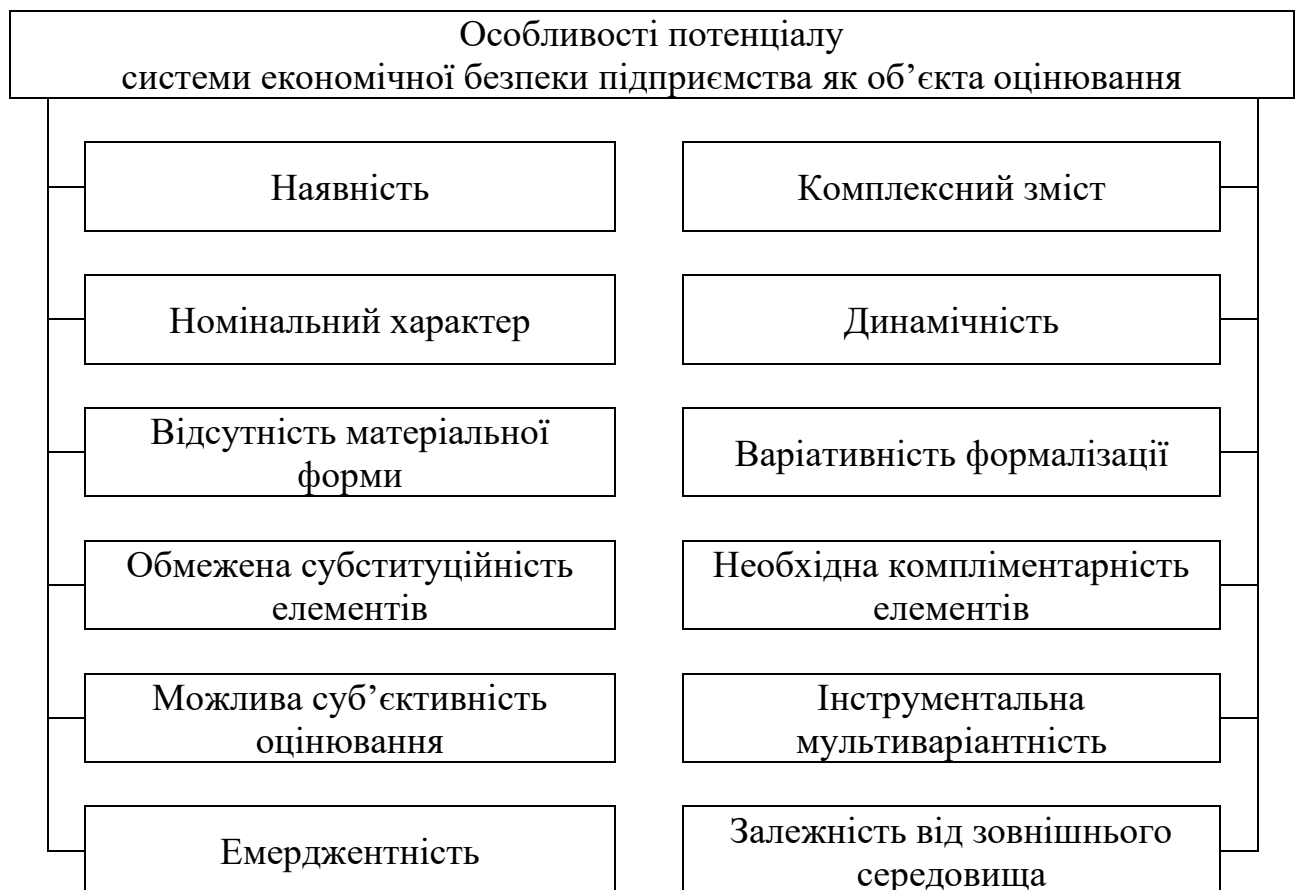 Особливості потенціалу
системи економічної безпеки підприємства як об’єкта оцінювання
Наявність
Комплексний зміст
Номінальний характер
Динамічність
Відсутність матеріальної
форми
Варіативність формалізації
Обмежена субституційність
елементів
Необхідна компліментарність
елементів
Можлива суб’єктивність
оцінювання
Інструментальна
мультиваріантність
Емерджентність
Залежність від зовнішнього
середовища